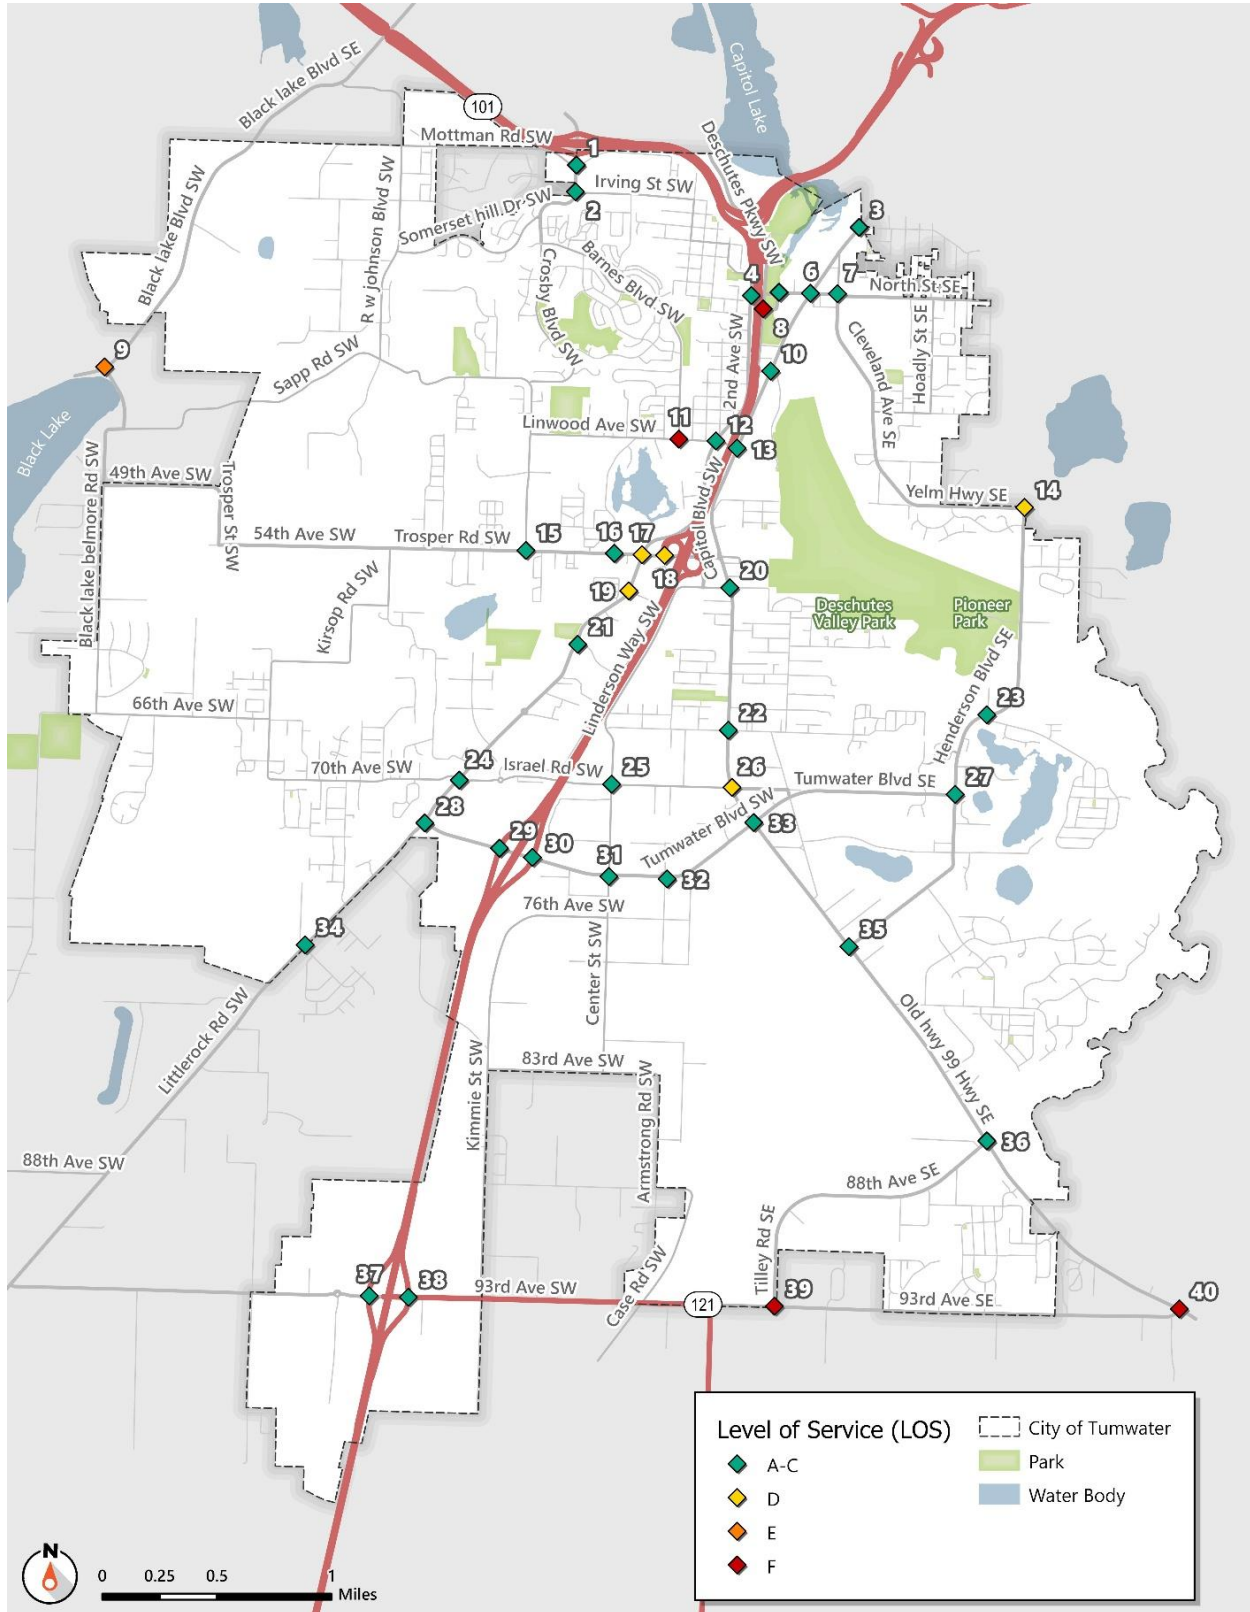 Black lake Blvd SE
101
Mottman Rd SW
Capitol Lake
Deschutes Pkwy SW
1
Irving St SW
2
Somerset hill Dr SW
3
Black lake Blvd SW
R w johnson Blvd SW
Crosby Blvd SW
Barnes Blvd SW
4
6
7
North St SE
8
2nd Ave SW
Cleveland Ave SE
Hoadly St SE
9
10
Sapp Rd SW
Black Lake
Linwood Ave SW
11
12
13
49th Ave SW
Trosper St SW
Capitol Blvd SW
Yelm Hwy SE
14
54th Ave SW
Trosper Rd SW
15
16
17
18
Black lake belmore Rd SW
Kirsop Rd SW
19
20
Deschutes
Valley Park
Pioneer
Park
21
Linderson Way SW
Henderson Blvd SE
66th Ave SW
22
23
70th Ave SW
24
Israel Rd SW
25
26
Tumwater Blvd SE
27
28
29
30
Tumwater Blvd SW
33
31
32
76th Ave SW
34
Center St SW
35
Littlerock Rd SW
Old hwy 99 Hwy SE
83rd Ave SW
Kimmie St SW
Armstrong Rd SW
88th Ave SW
36
88th Ave SE
Tilley Rd SE
Case Rd SW
37
38
93rd Ave SW
121
39
93rd Ave SE
40
Level of Service (LOS)
A-C
D
E
F
City of Tumwater
Park
Water Body
N
0 0.25 0.5 1
Miles